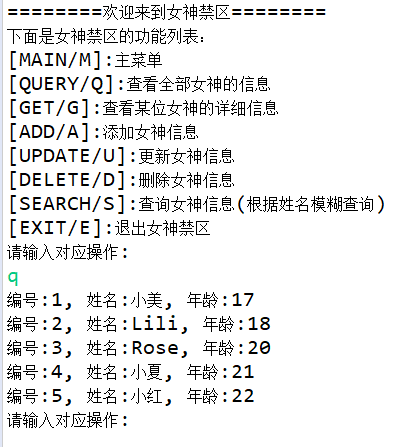 ========欢迎来到女神禁区========
下面是女神禁区的功能列表：
[MAIN/M]:主菜单
[QUERY/Q]:查看全部女神的信息
[GET/G]:查看某位女神的详细信息
[ADD/A]:添加女神信息
[UPDATE/U]:更新女神信息
[DELETE/D]:删除女神信息
[SEARCH/S]:查询女神信息(根据姓名模糊查询)
[EXIT/E]:退出女神禁区
请输入对应操作:
q
编号:1, 姓名:小美, 年龄:17
编号:2, 姓名:Lili, 年龄:18
编号:3, 姓名:Rose, 年龄:20
编号:4, 姓名:小夏, 年龄:21
编号:5, 姓名:小红, 年龄:22
请输入对应操作: